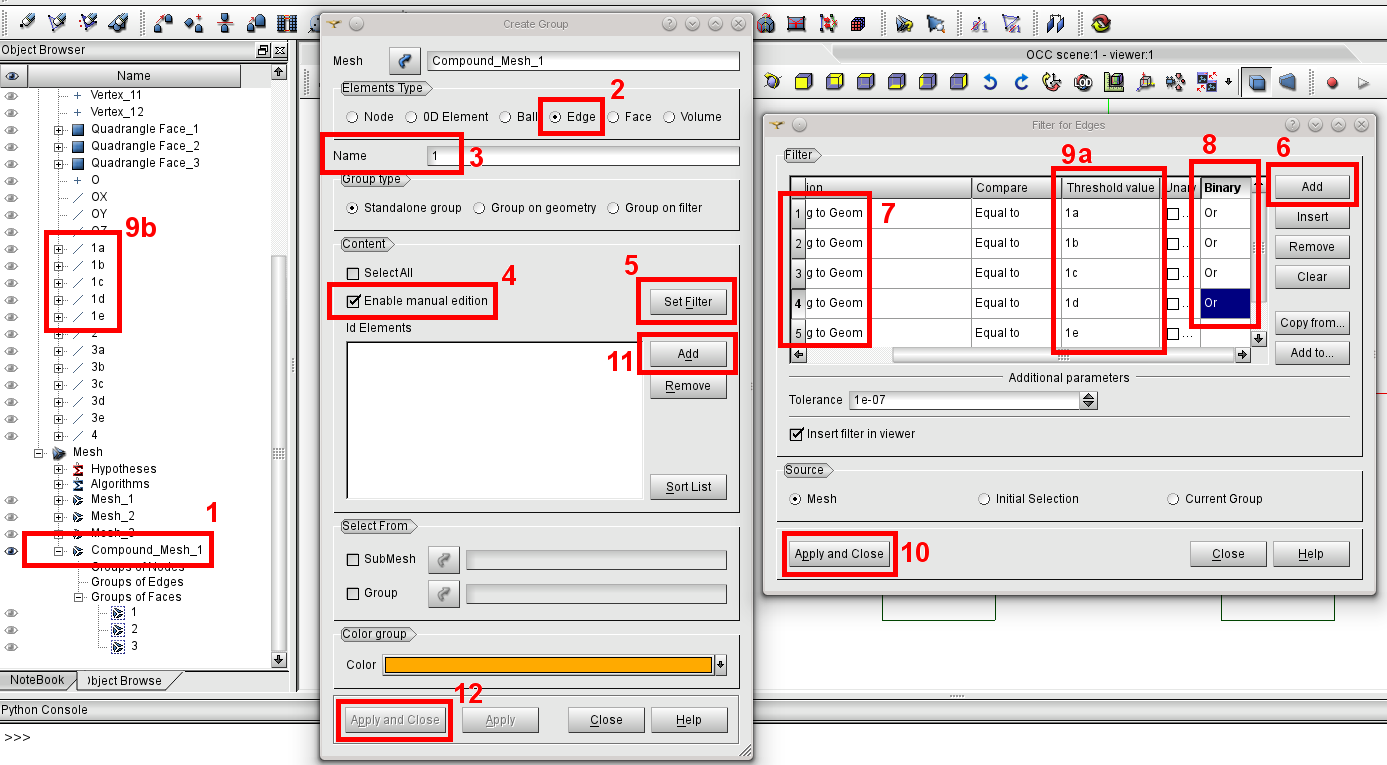 Object Browser
Name
Vertex_11
Vertex_12
Quadrangle Face_1
Quadrangle Face_2
Quadrangle Face_3
O
OX
OY
OZ
9b
1a
1b
1c
1d
1e
2
3a
3b
3c
3d
3e
4
Mesh
Hypotheses
Algorithms
Mesh_1
Mesh_2
Mesh_3
1
Compound_Mesh_1
Groups of Nodes
Groups of Edges
Groups of Faces
1
2
3
NoteBook
bject Browse
Python Console
>>>
Create Group
Mesh
Compound_Mesh_1
Elements Type
2
Node
0D Element
Ball
Edge
Face
Volume
Name
1
3
Group type
Standalone group
Group on geometry
Group on filter
Content
Select All
Enable manual edition
4
5
Set Filter
Id Elements
11
Add
Remove
Sort List
Select From
SubMesh
Group
Color group
Color
12
Apply and Close
Apply
Close
Help
OCC scene:1 - viewer:1
Filter for Edges
Filter
9a
8
6
ion
Compare
Threshold value
Unary
Binary
Add
1 g to Geom
7
Equal to
1a
...
Or
Insert
2 g to Geom
Equal to
1b
...
Or
Remove
3 g to Geom
Equal to
1c
...
Or
Clear
4 g to Geom
Equal to
1d
...
Or
Copy from...
5 g to Geom
Equal to
1e
...
Add to...
Additional parameters
Tolerance
1e-07
Insert filter in viewer
Source
Mesh
Initial Selection
Current Group
Apply and Close
10
Close
Help